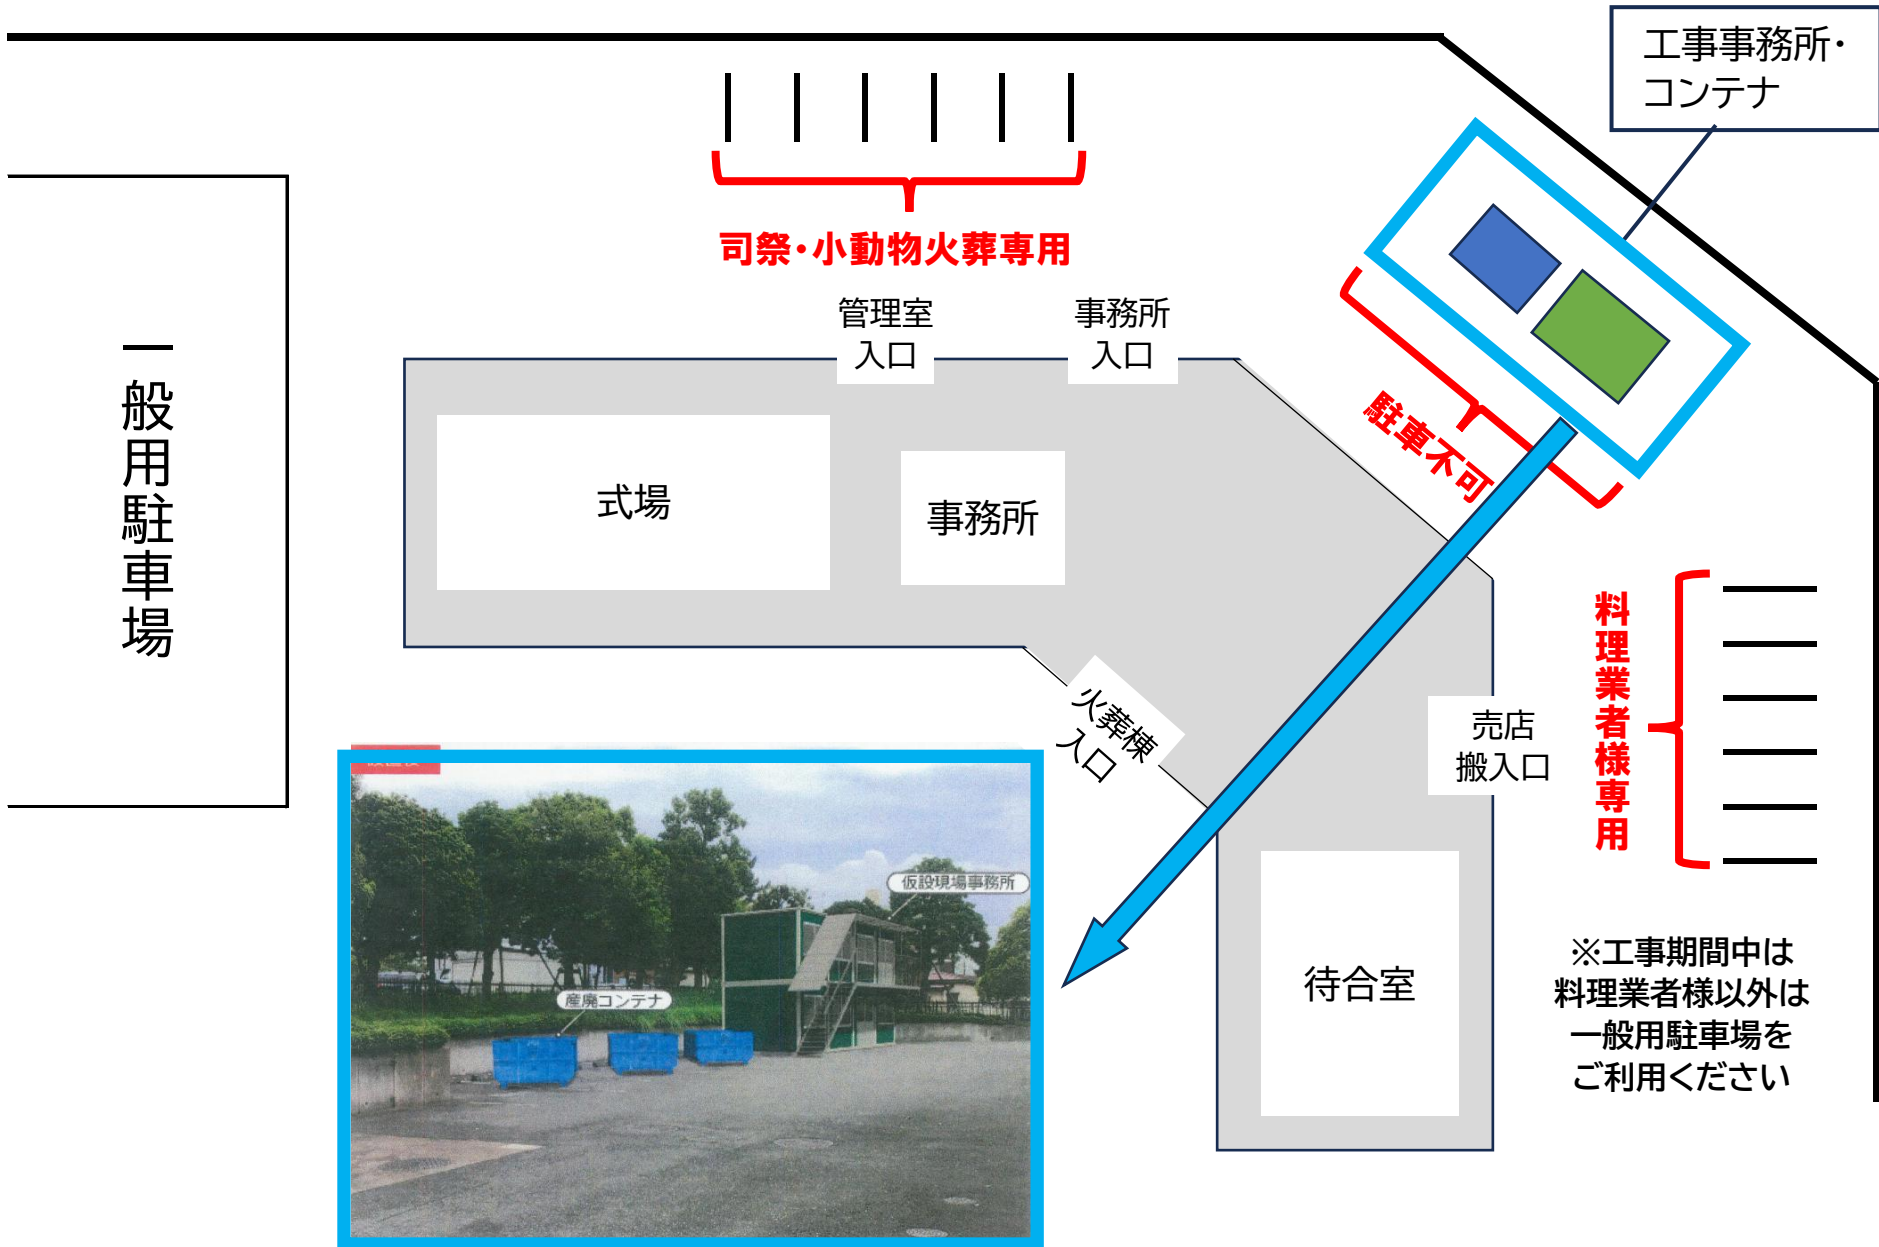 工事事務所・
コンテナ
司祭・小動物火葬専用
管理室
入口
事務所
入口
一般用駐車場
駐車不可
式場
事務所
料理業者様専用
火葬棟
入口
売店
搬入口
仮設現場事務所
産廃コンテナ
待合室
※工事期間中は
料理業者様以外は
一般用駐車場を
ご利用ください